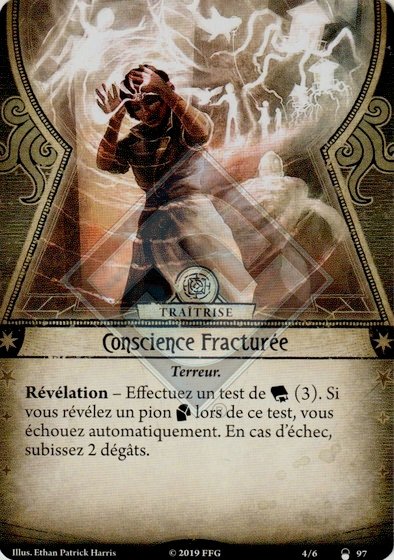 TRAÎTRISE
Conscience Fracturée
Terreur.
Révélation – Effectuez un test de (3). Si
vous révélez un pion lors de ce test, vous
échouez automatiquement. En cas d'échec,
subissez 2 dégâts.
Illus. Ethan Patrick Harris © 2019 FFG 4/6 97